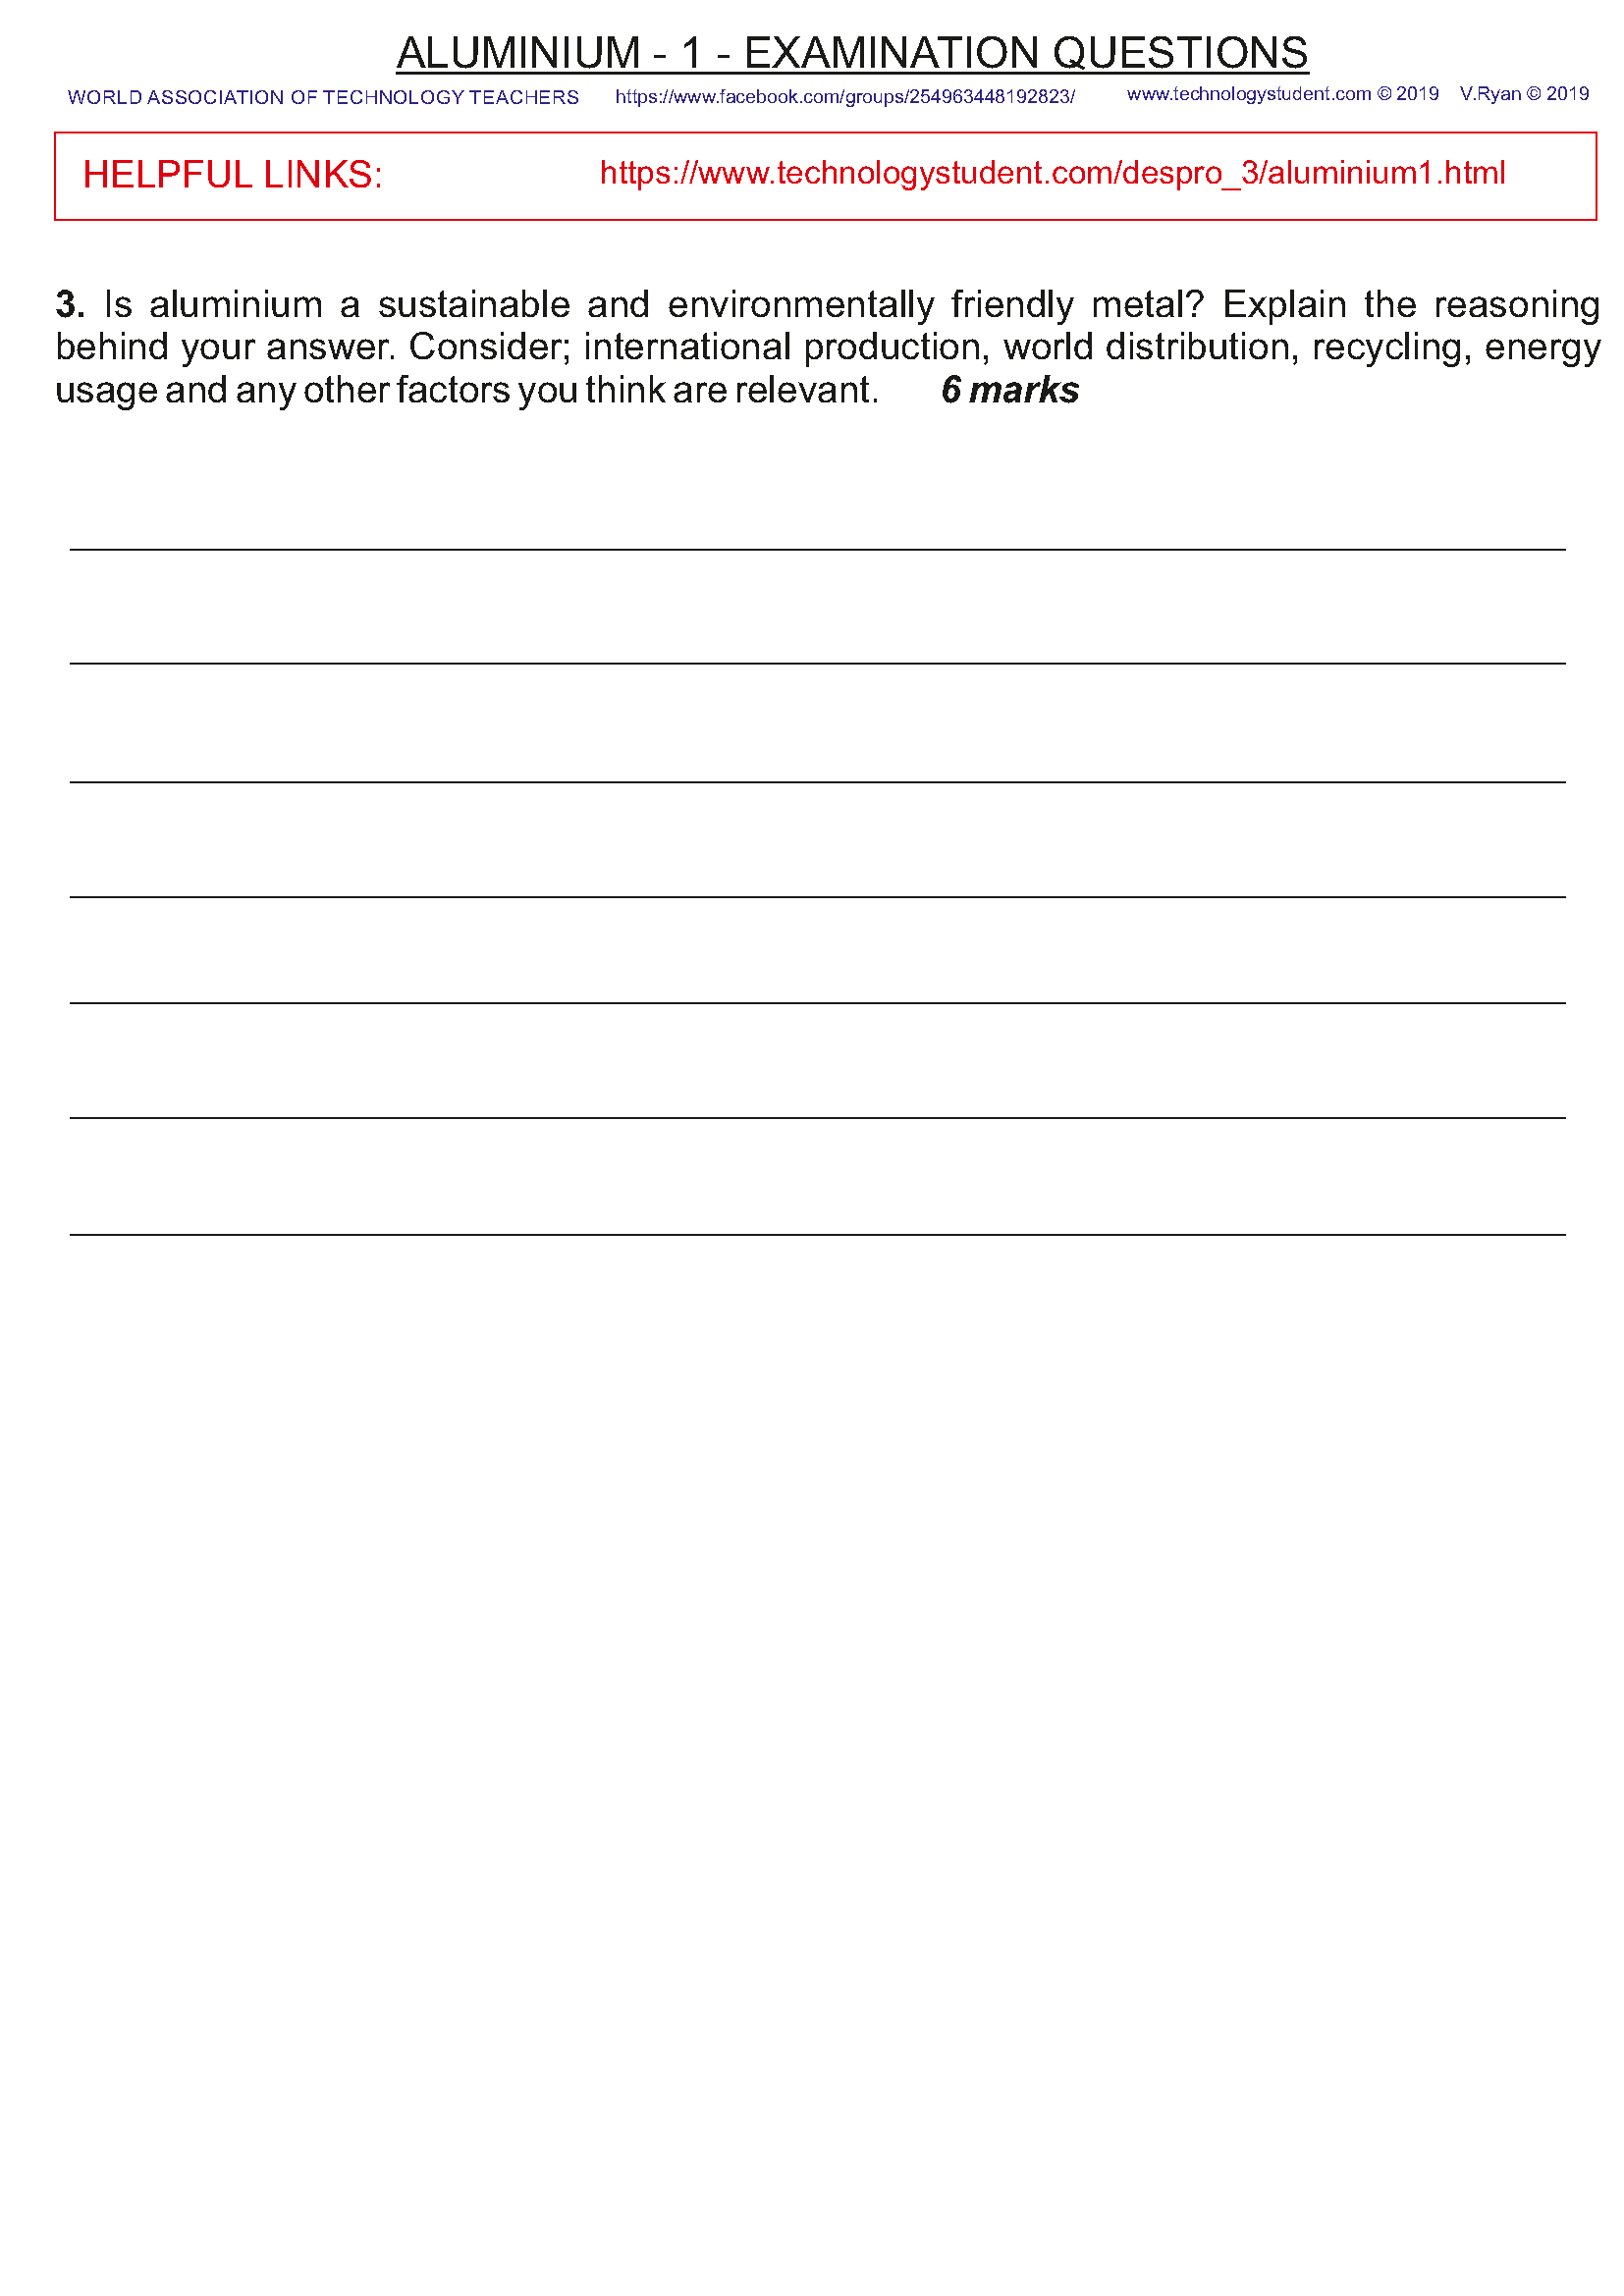 ALUMINIUM - 1 - EXAMINATION QUESTIONS
WORLD ASSOCIATION OF TECHNOLOGY TEACHERS https://www.facebook.com/groups/254963448192823/ www.technologystudent.com © 2019 V.Ryan © 2019
HELPFUL LINKS: https://www.technologystudent.com/despro_3/aluminium1.html
3. Is aluminium a sustainable and environmentally friendly metal? Explain the reasoning
behind your answer. Consider; international production, world distribution, recycling, energy
usage and any other factors you think are relevant. 6 marks